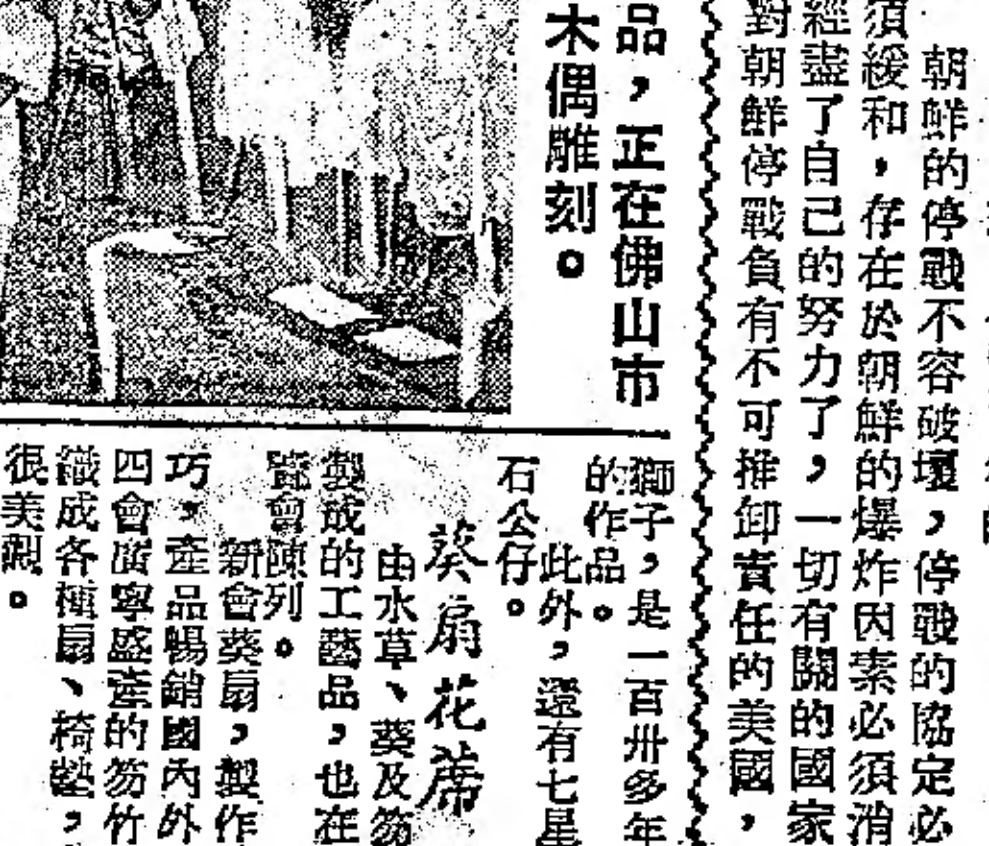 朝鮮的停戰不容破壞，停戰的協定必
須緩和，存在於朝鮮的爆炸因素必須消
經盡了自己的努力了，一切有關的國家
對朝鮮停戰負有不可推卸責任的美國，
品，正在佛山市
木偶雕刻。
獅子，是一百卅多年
的作品。
此外，還有七星
石公仔。
葵扇花蓆
由水草、葵及笏
製成的工藝品，也在
覽會陳列。
新會葵扇，製作
巧，產品暢銷國內外
四會廣寧盛產的笏竹
織成各種扇、椅墊，
很美觀。